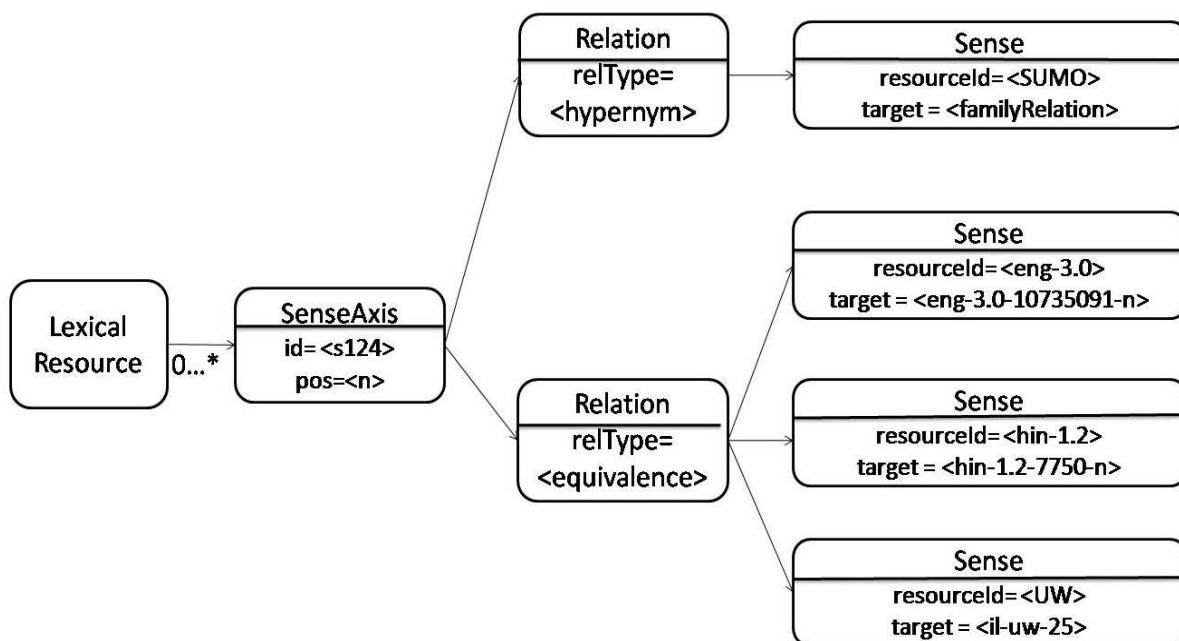 Lexical
Resource
0...*
SenseAxis
id=<s124>
pos=<n>
Relation
relType=
<hypernym>
Sense
resourceId=<SUMO>
target = <familyRelation>
Relation
relType=
<equivalence>
Sense
resourceId=<eng-3.0>
target = <eng-3.0-10735091-n>
Sense
resourceId=<hin-1.2>
target = <hin-1.2-7750-n>
Sense
resourceId=<UW>
target = <il-uw-25>